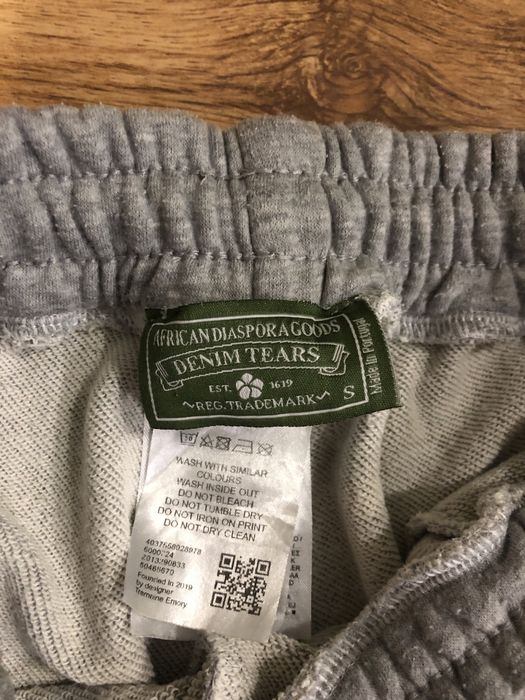 AFRICAN DIASPORA GOODS
DENIM TEARS
EST. 1619
REG. TRADEMARK
S
Made in Portugal
30
WASH WITH SIMILAR
COLOURS
WASH INSIDE OUT
DO NOT BLEACH
DO NOT TUMBLE DRY
DO NOT IRON ON PRINT
DO NOT DRY CLEAN
Founded in 2019
by designer
Tremaine Emory